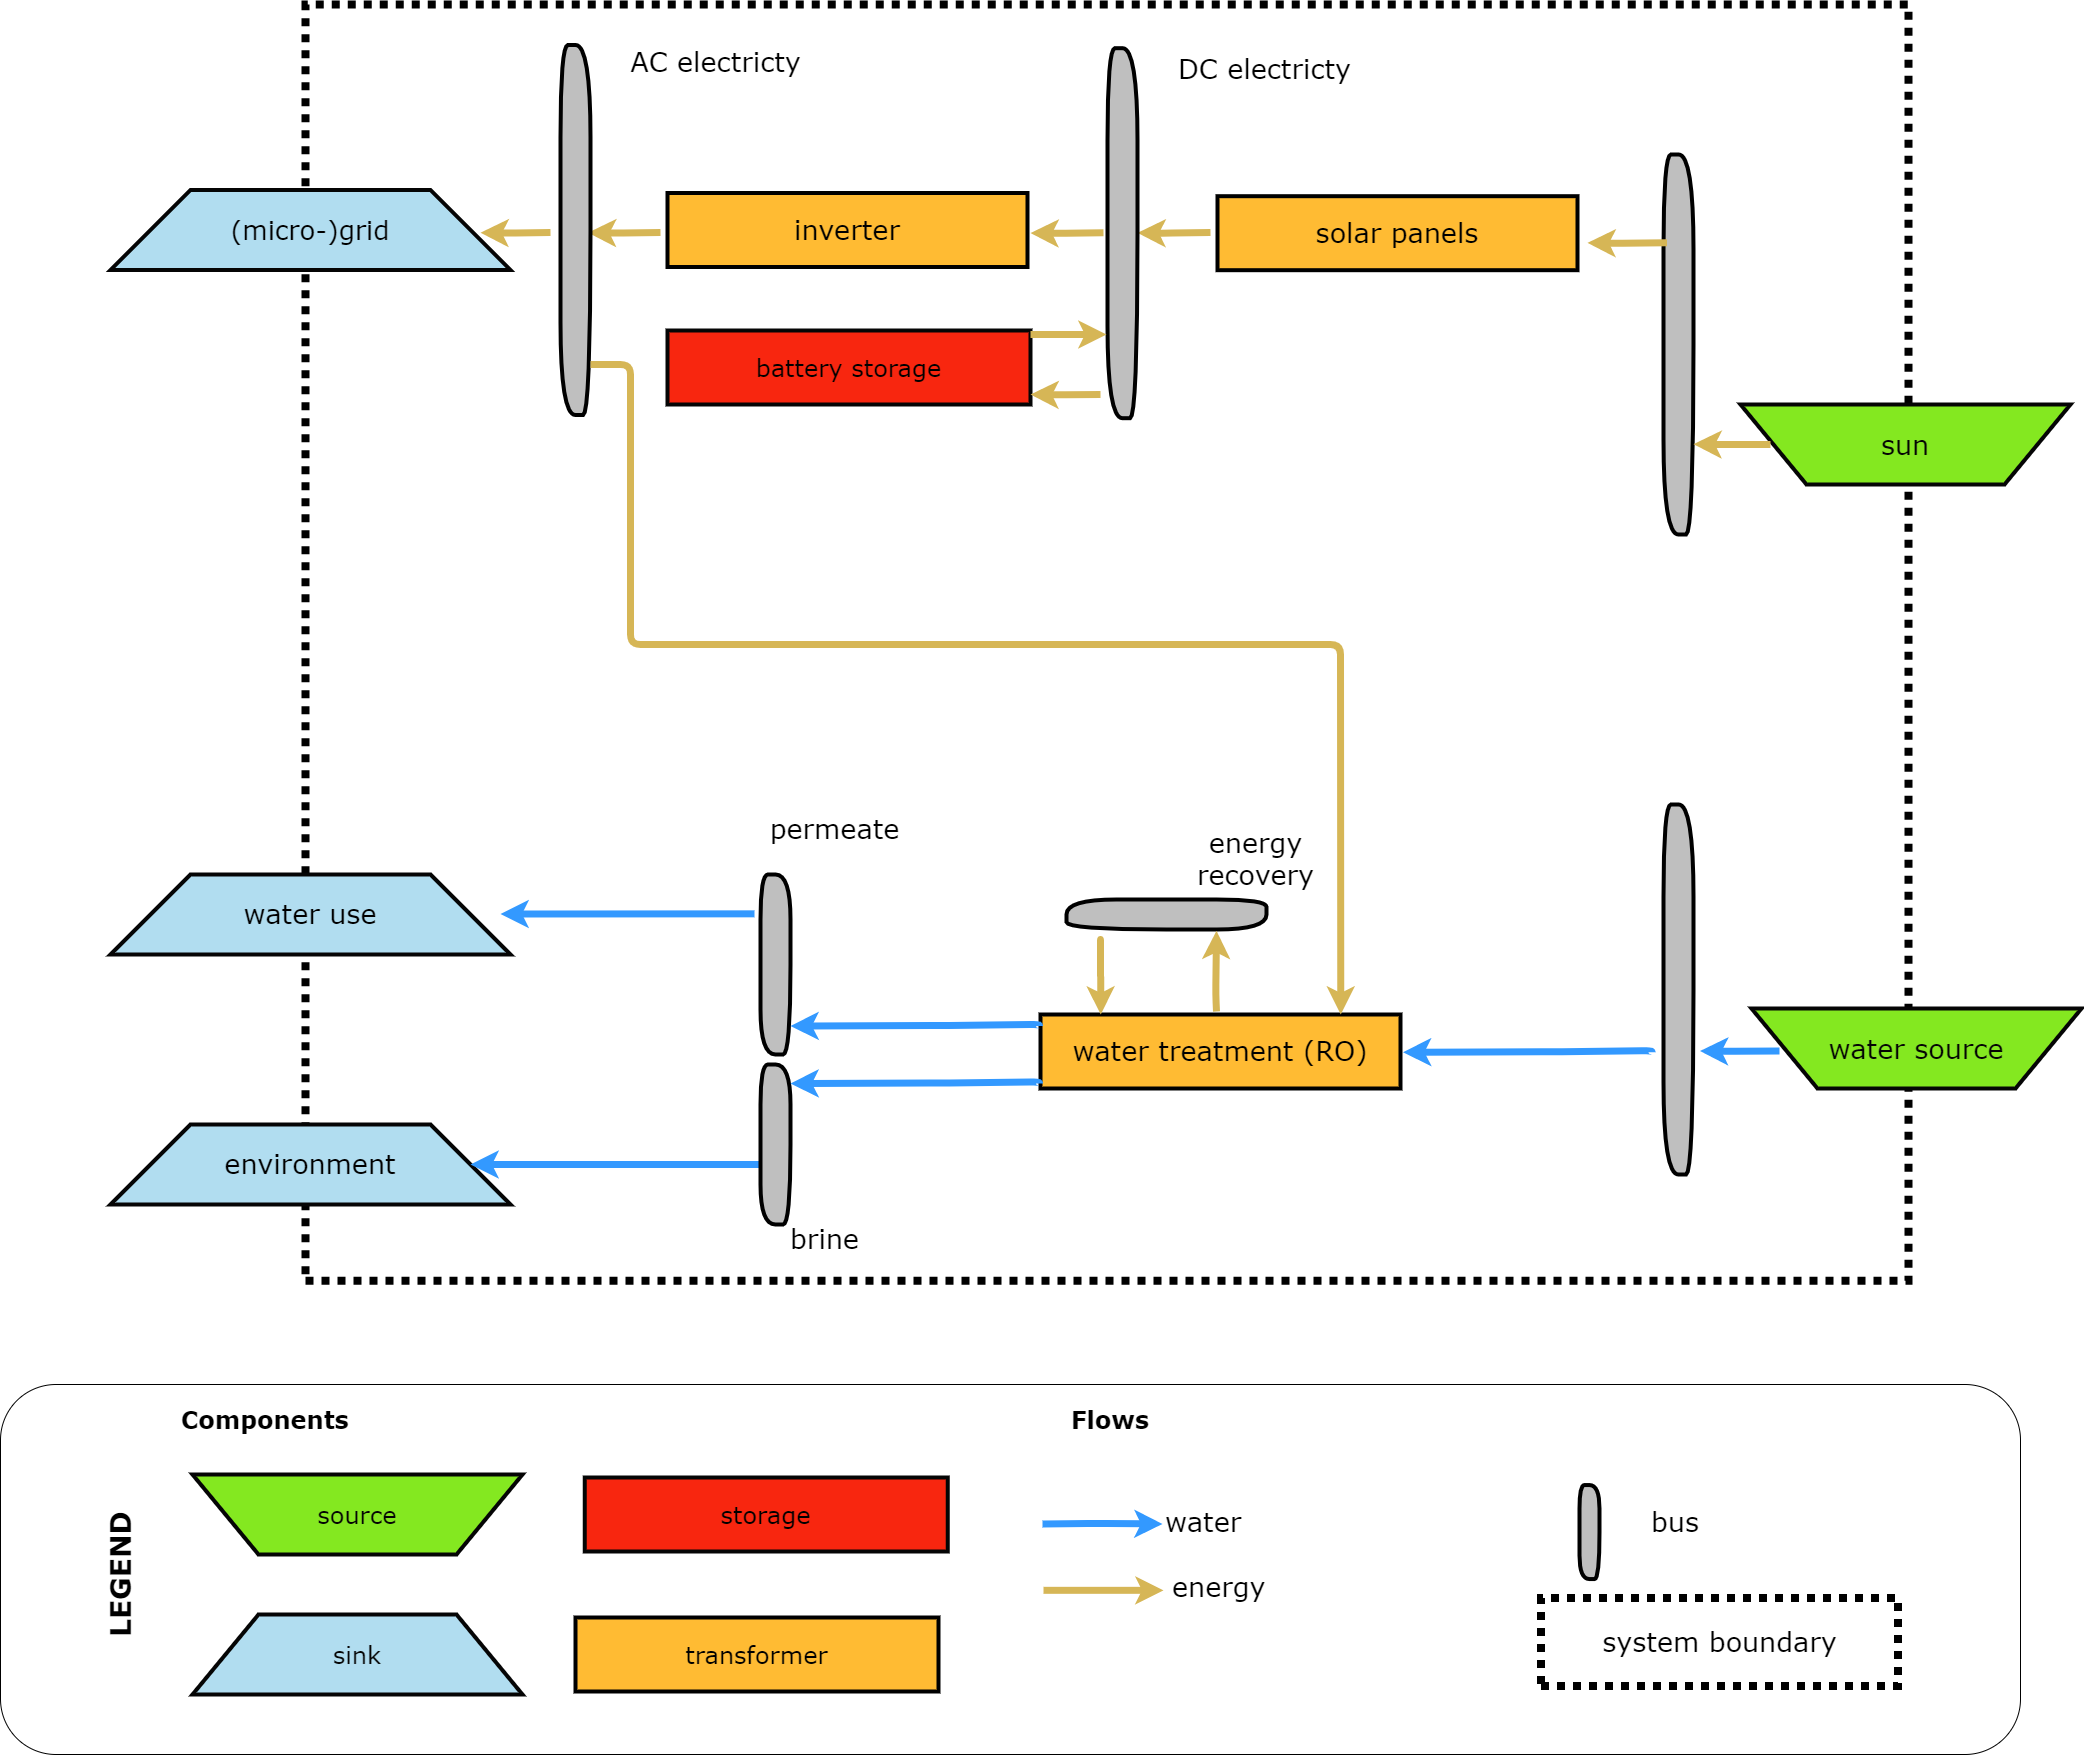 AC electricty
DC electricty
(micro-)grid
inverter
solar panels
battery storage
sun
permeate
energy
recovery
water use
water treatment (RO)
water source
environment
brine
LEGEND
Components
Flows
source
storage
water
bus
energy
sink
transformer
system boundary